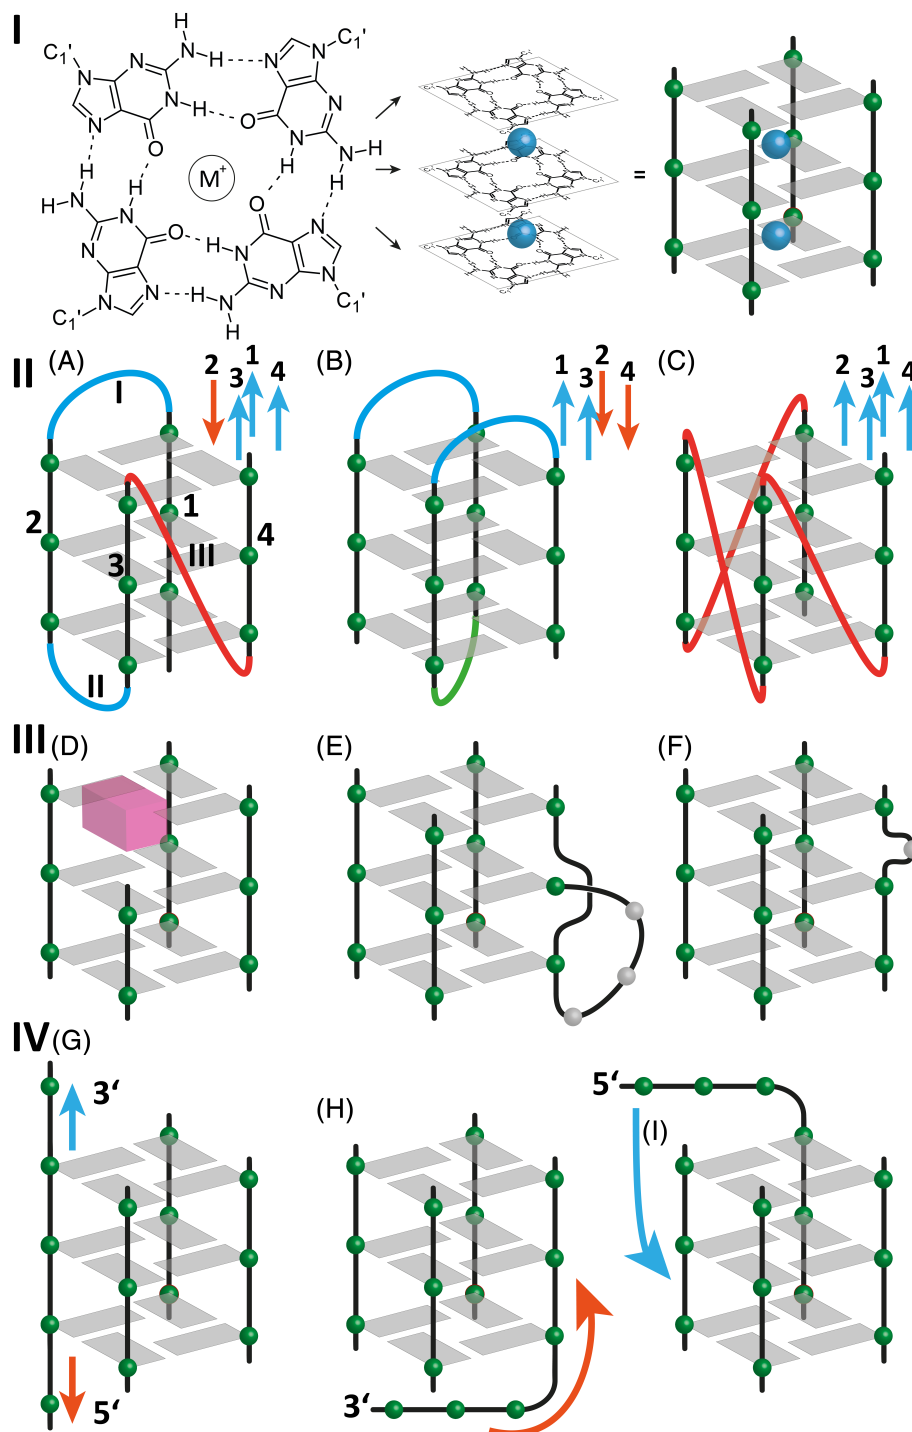 I
H
C1' N H N N C1'
N N N
N N H O N N
N O N N H
H M+ H H
H N H O N
N N O H N N
N N N N C1'
C1' N H N
H
=
II (A) I 2 3 1 4
(B) 1 3 2 4
(C) 2 3 1 4
2 1 4
3 III
II
III (D) (E) (F)
IV (G)
3‘
5‘
(H)
3‘
5‘
(I)